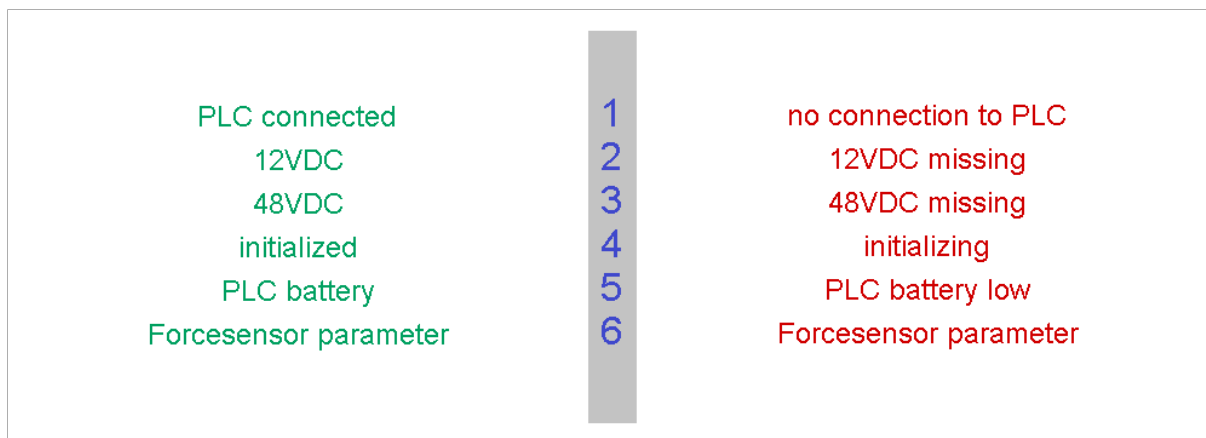 PLC connected 1 no connection to PLC
12VDC 2 12VDC missing
48VDC 3 48VDC missing
initialized 4 initializing
PLC battery 5 PLC battery low
Forcesensor parameter 6 Forcesensor parameter